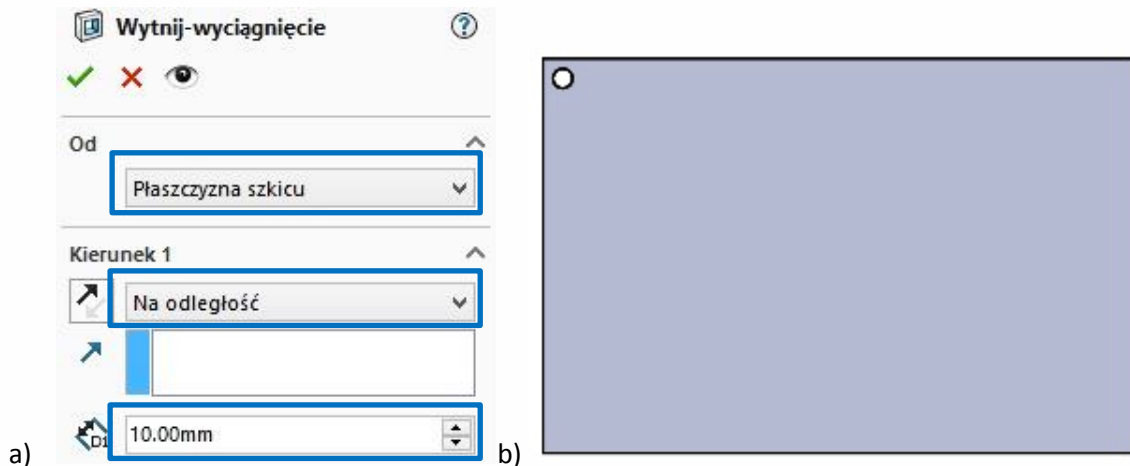 Wytnij-wyciągnięcie
Od
Płaszczyzna szkicu
Kierunek 1
Na odległość
D1
10.00mm
a)
b)